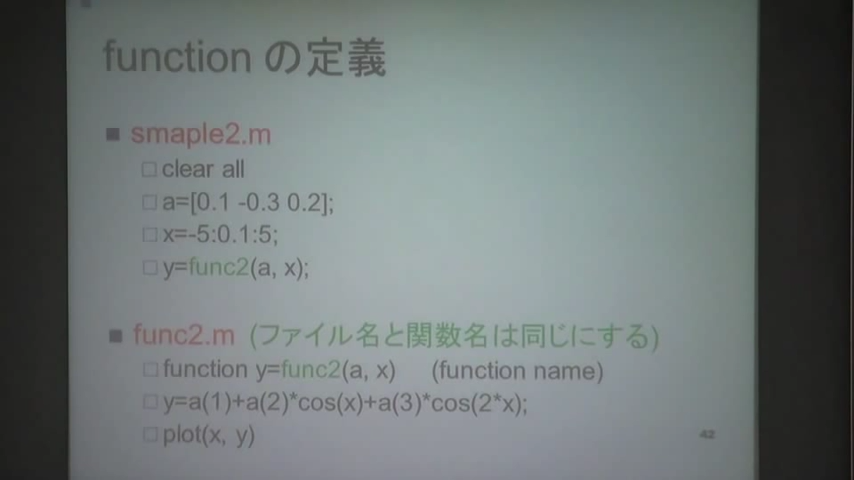 function の定義
smaple2.m
clear all
a=[0.1 -0.3 0.2];
x=-5:0.1:5;
y=func2(a, x);
func2.m (ファイル名と関数名は同じにする)
function y=func2(a, x) (function name)
y=a(1)+a(2)*cos(x)+a(3)*cos(2*x);
plot(x, y)
42